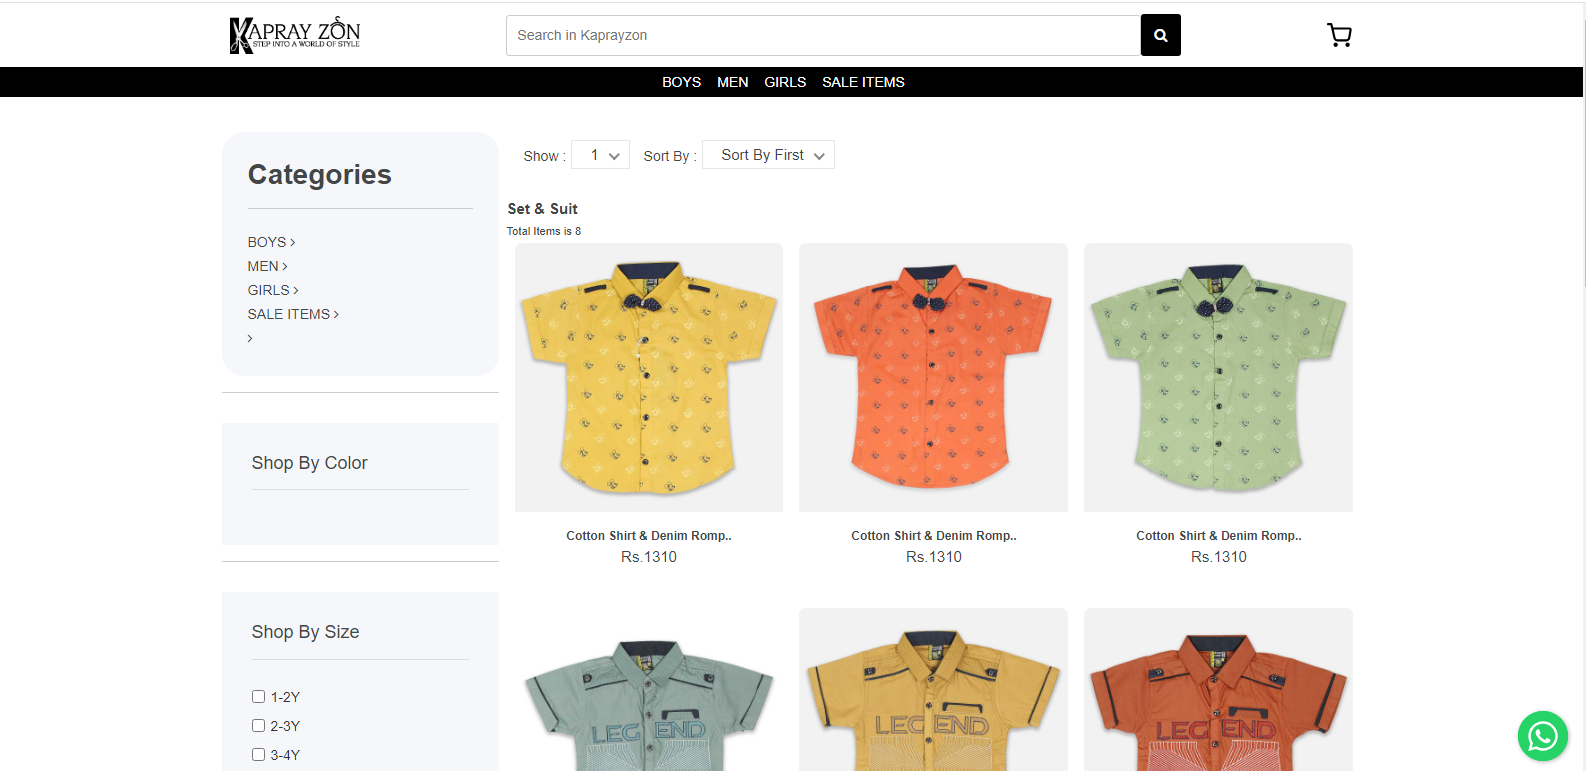 KAPRAY ZON
STEP INTO A WORLD OF STYLE
Search in Kaprayzon
BOYS MEN GIRLS SALE ITEMS
Categories
BOYS >
MEN >
GIRLS >
SALE ITEMS >
>
Shop By Color
Shop By Size
1-2Y
2-3Y
3-4Y
Show : 1 Sort By : Sort By First
Set & Suit
Total Items is 8
Cotton Shirt & Denim Romp..
Rs.1310
Cotton Shirt & Denim Romp..
Rs.1310
Cotton Shirt & Denim Romp..
Rs.1310
LEGEND
LEGEND
LEGEND